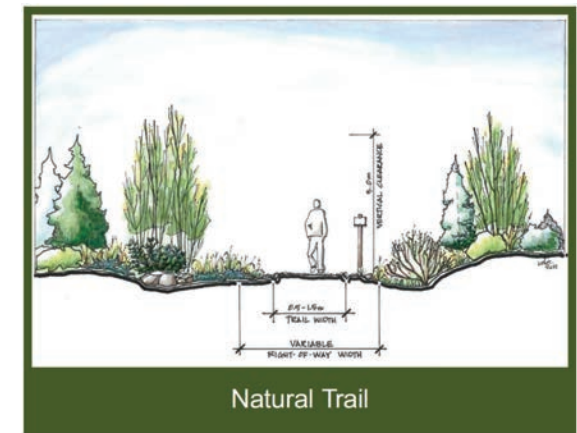 3.0m
VERTICAL CLEARANCE
0.5-1.5m
TRAIL WIDTH
VARIABLE
RIGHT-OF-WAY WIDTH
Natural Trail